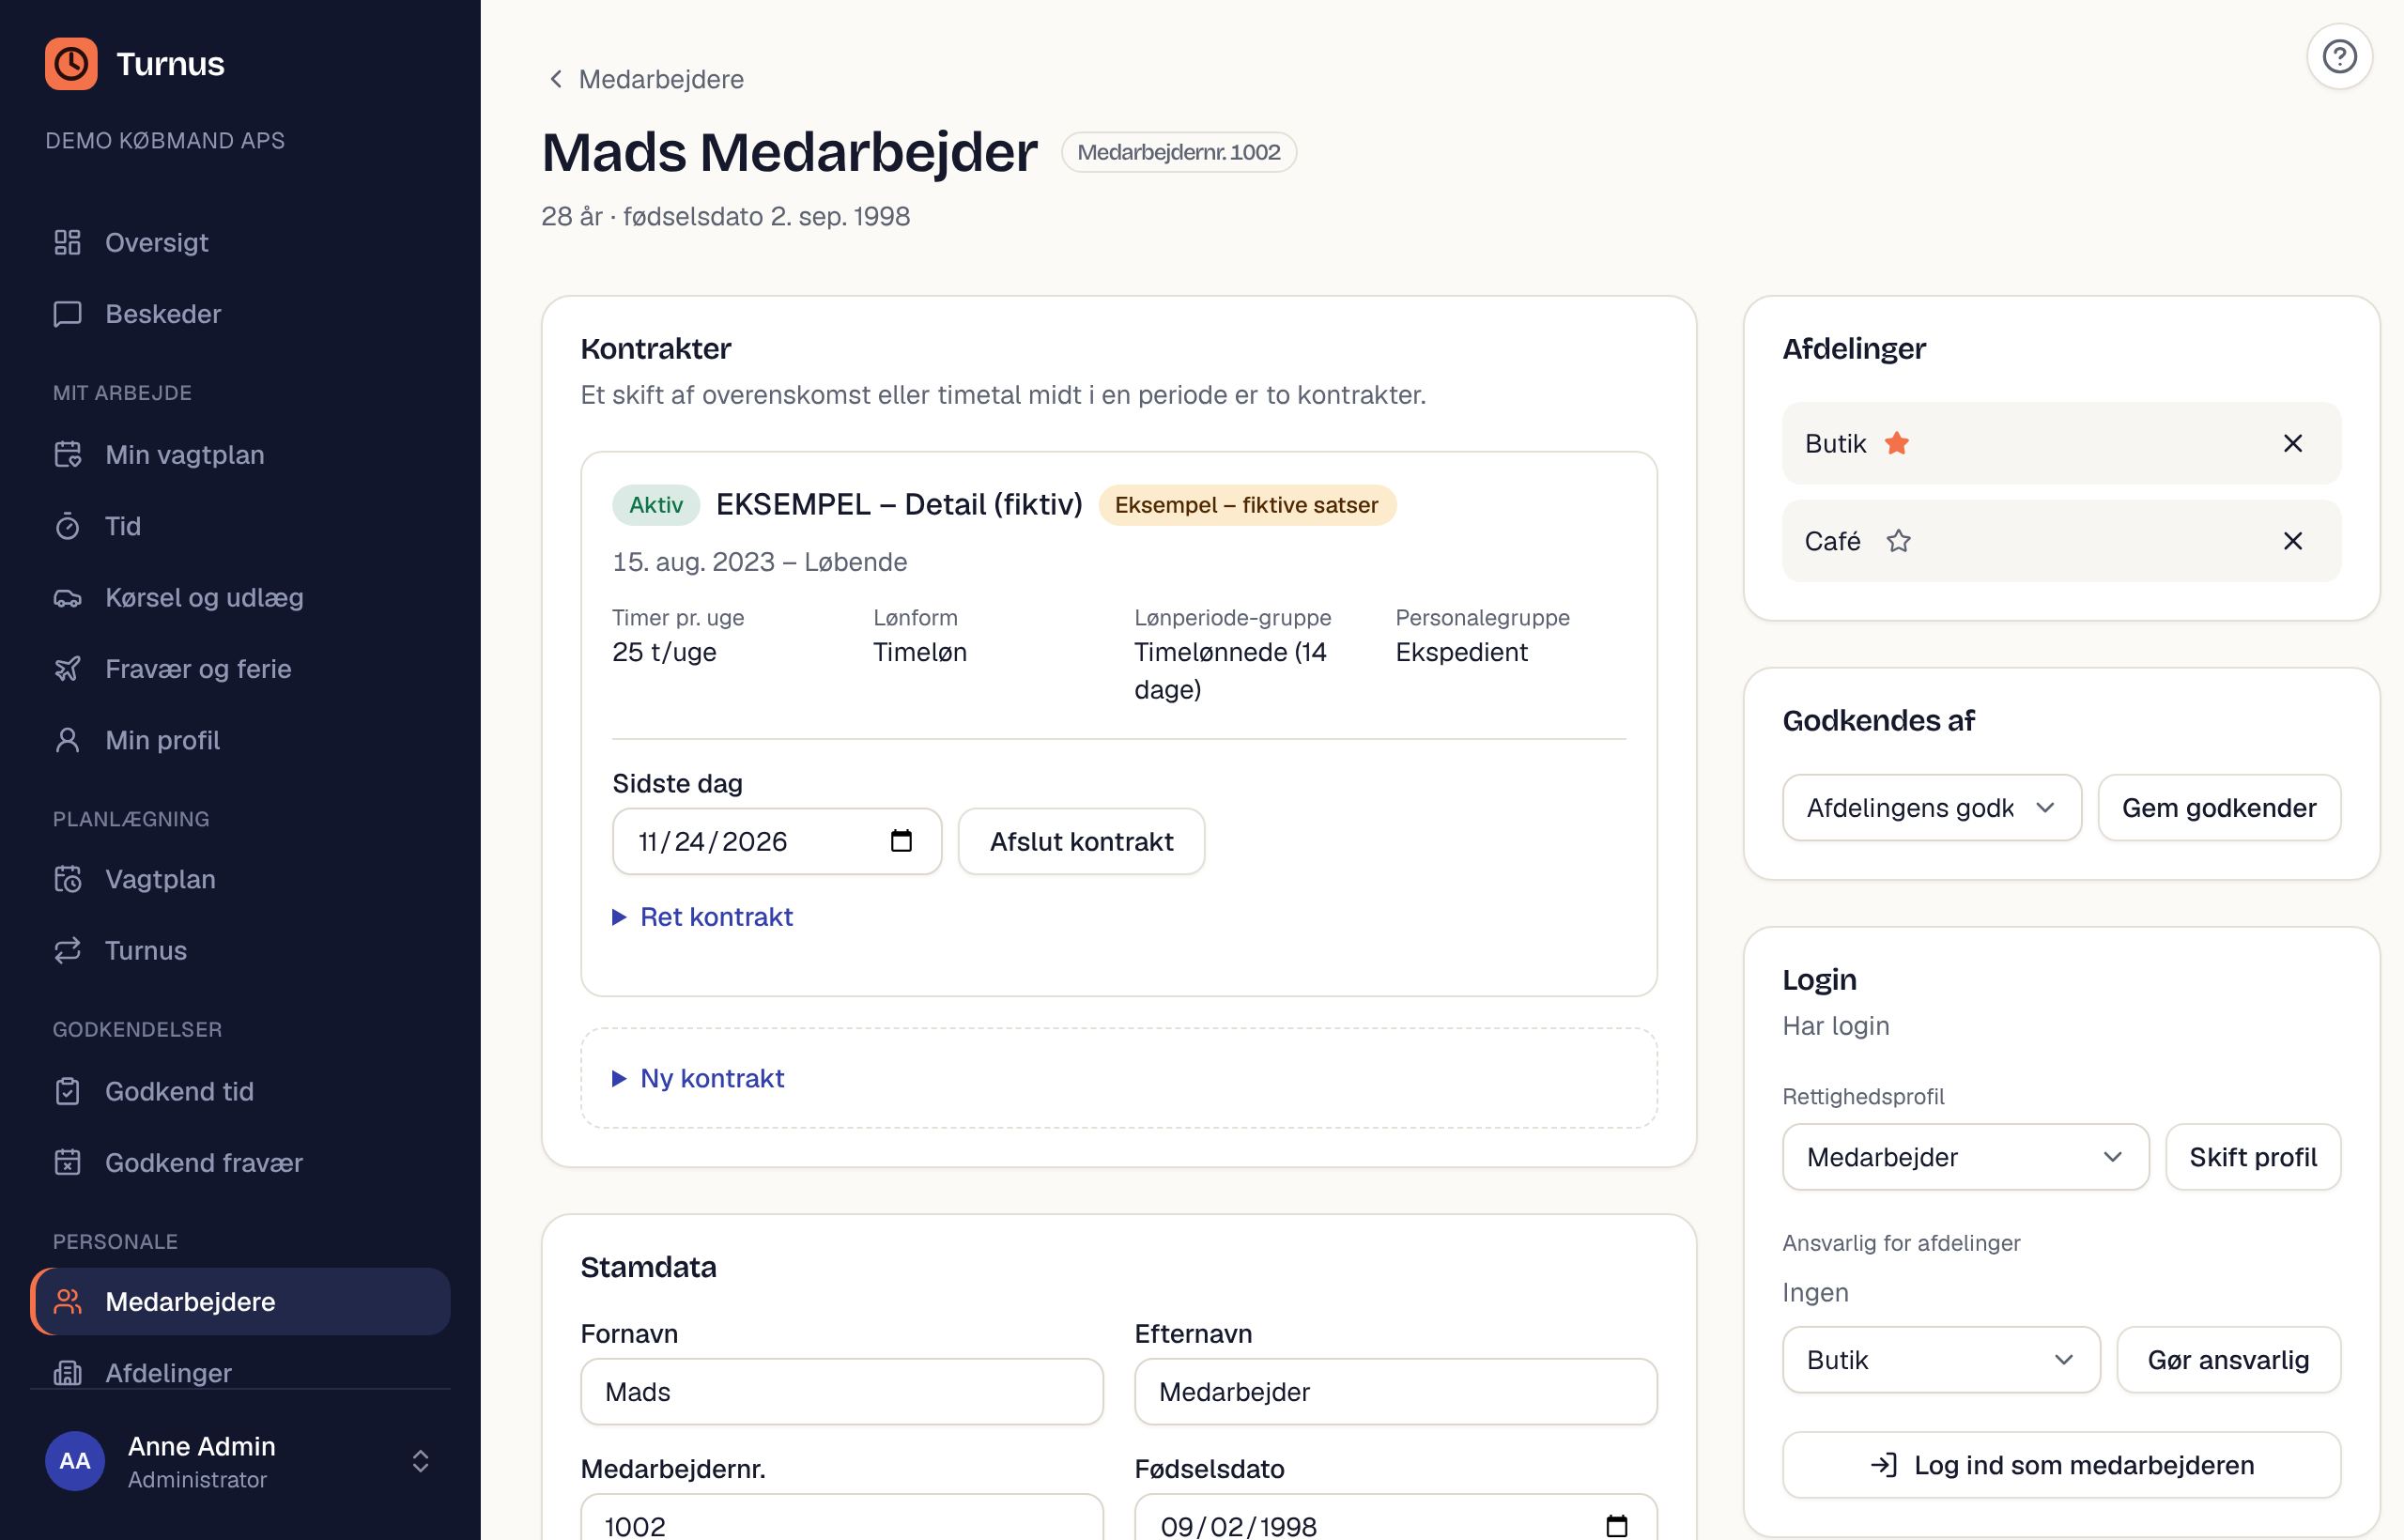 Turnus
DEMO KØBMAND APS
Oversigt
Beskeder
MIT ARBEJDE
Min vagtplan
Tid
Kørsel og udlæg
Fravær og ferie
Min profil
PLANLÆGNING
Vagtplan
Turnus
GODKENDELSER
Godkend tid
Godkend fravær
PERSONALE
Medarbejdere
Afdelinger
AA
Anne Admin
Administrator
Medarbejdere
Mads Medarbejder
Medarbejdernr. 1002
28 år · fødselsdato 2. sep. 1998
Kontrakter
Et skift af overenskomst eller timetal midt i en periode er to kontrakter.
Aktiv EKSEMPEL – Detail (fiktiv) Eksempel – fiktive satser
15. aug. 2023 – Løbende
Timer pr. uge
25 t/uge
Lønform
Timeløn
Lønperiode-gruppe
Timelønnede (14
dage)
Personalegruppe
Ekspedient
Sidste dag
11/24/2026
Afslut kontrakt
Ret kontrakt
Ny kontrakt
Stamdata
Fornavn
Mads
Efternavn
Medarbejder
Medarbejdernr.
1002
Fødselsdato
09/02/1998
Afdelinger
Butik
Café
Godkendes af
Afdelingens godk
Gem godkender
Login
Har login
Rettighedsprofil
Medarbejder
Skift profil
Ansvarlig for afdelinger
Ingen
Butik
Gør ansvarlig
Log ind som medarbejderen